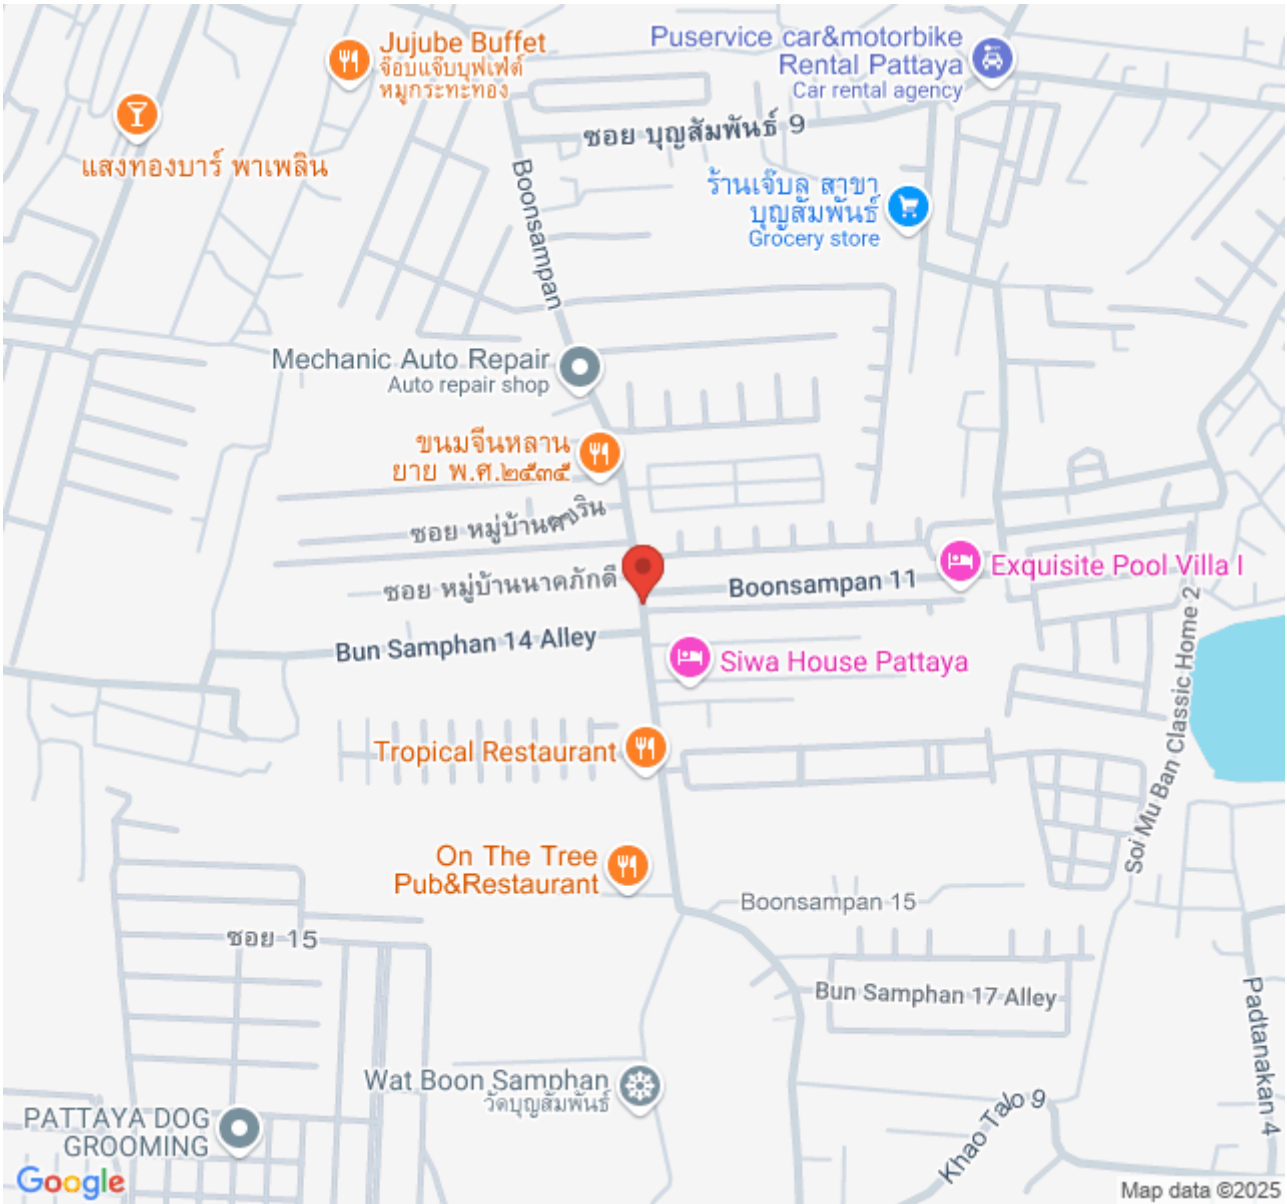 Jujube Buffet
จ๊อบแจ๊บบุฟเฟ่ต์
หมูกระทะทอง
Puservice car&motorbike
Rental Pattaya
Car rental agency
แสงทองบาร์ พาเพลิน
ซอย บุญสัมพันธ์ 9
ร้านเจ๊บล สาขา
บุญสัมพันธ์
Grocery store
Boonsampan
Mechanic Auto Repair
Auto repair shop
ขนมจีนหลาน
ยาย พ.ศ.๒๕๓๕
ซอย หมู่บ้าน
ซอย หมู่บ้านนาคภักดี
Boonsampan 11
Exquisite Pool Villa I
Bun Samphan 14 Alley
Siwa House Pattaya
Soi Mu Ban Classic Home 2
Tropical Restaurant
On The Tree
Pub&Restaurant
Boonsampan 15
ซอย 15
Bun Samphan 17 Alley
Padtanakan 4
Wat Boon Samphan
วัดบุญสัมพันธ์
Khao Talo 9
PATTAYA DOG
GROOMING
Google
Map data ©2025